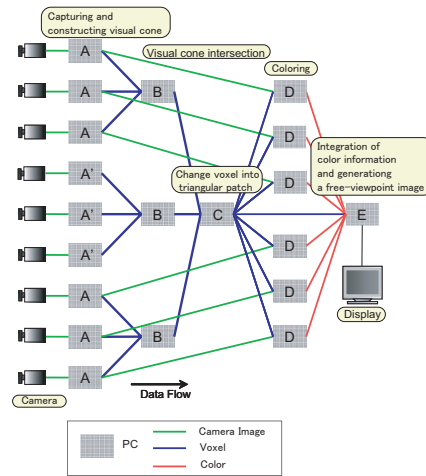 Capturing and
constructing visual cone
Visual cone intersection
Coloring
A
A
A
A'
A'
A'
A
A
A
B
B
B
Change voxel into
triangular patch
C
D
D
D
D
D
D
Integration of
color information
and generationg
a free-viewpoint image
E
Display
Camera
Data Flow
PC
Camera Image
Voxel
Color